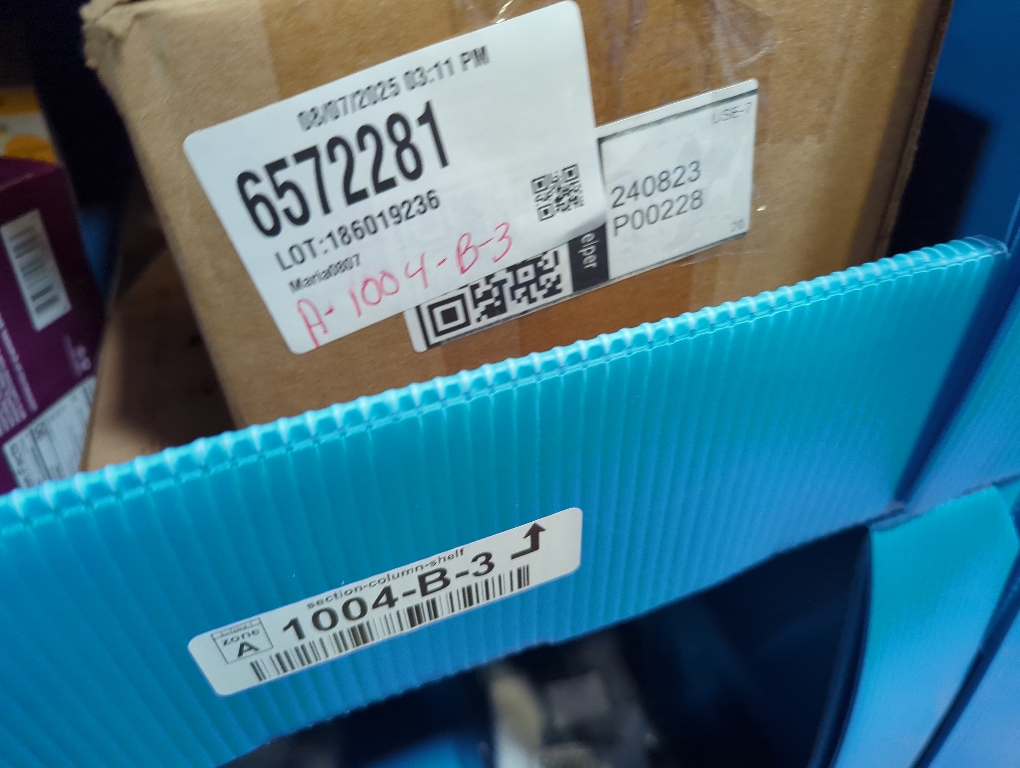 08/07/2025 03:11 PM
6572281
LOT:186019236
Maria0807
A-1004-B-3
USE-7
240823
P00228
20
elper
section-column-shelf
zone
A
1004-B-3